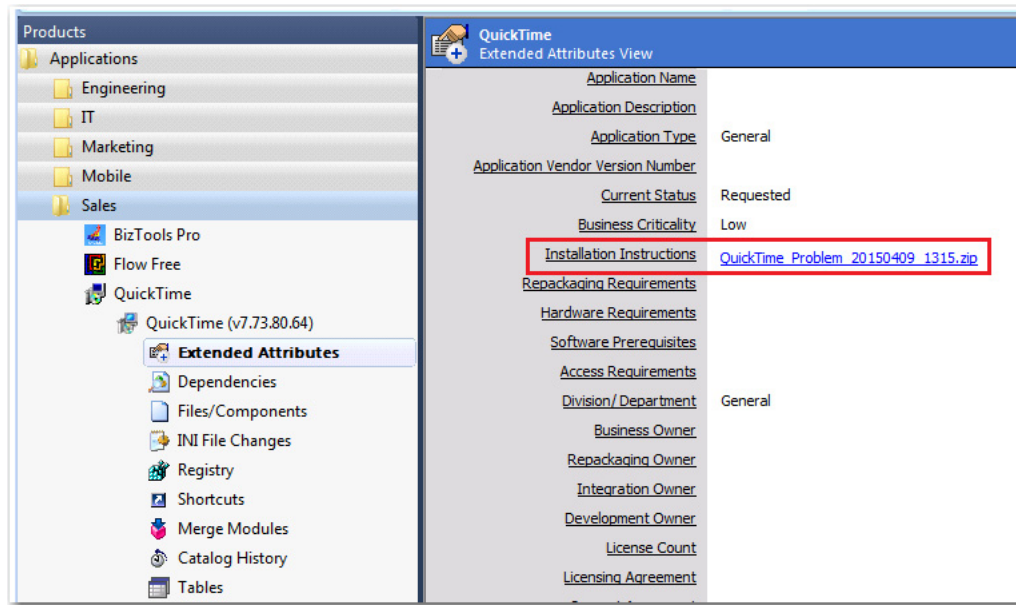 Products
Applications
Engineering
IT
Marketing
Mobile
Sales
BizTools Pro
Flow Free
QuickTime
QuickTime (v7.73.80.64)
Extended Attributes
Dependencies
Files/Components
INI File Changes
Registry
Shortcuts
Merge Modules
Catalog History
Tables
QuickTime
Extended Attributes View
Application Name
Application Description
Application Type General
Application Vendor Version Number
Current Status Requested
Business Criticality Low
Installation Instructions QuickTime_Problem_20150409_1315.zip
Repackaging Requirements
Hardware Requirements
Software Prerequisites
Access Requirements
Division/Department General
Business Owner
Repackaging Owner
Integration Owner
Development Owner
License Count
Licensing Agreement